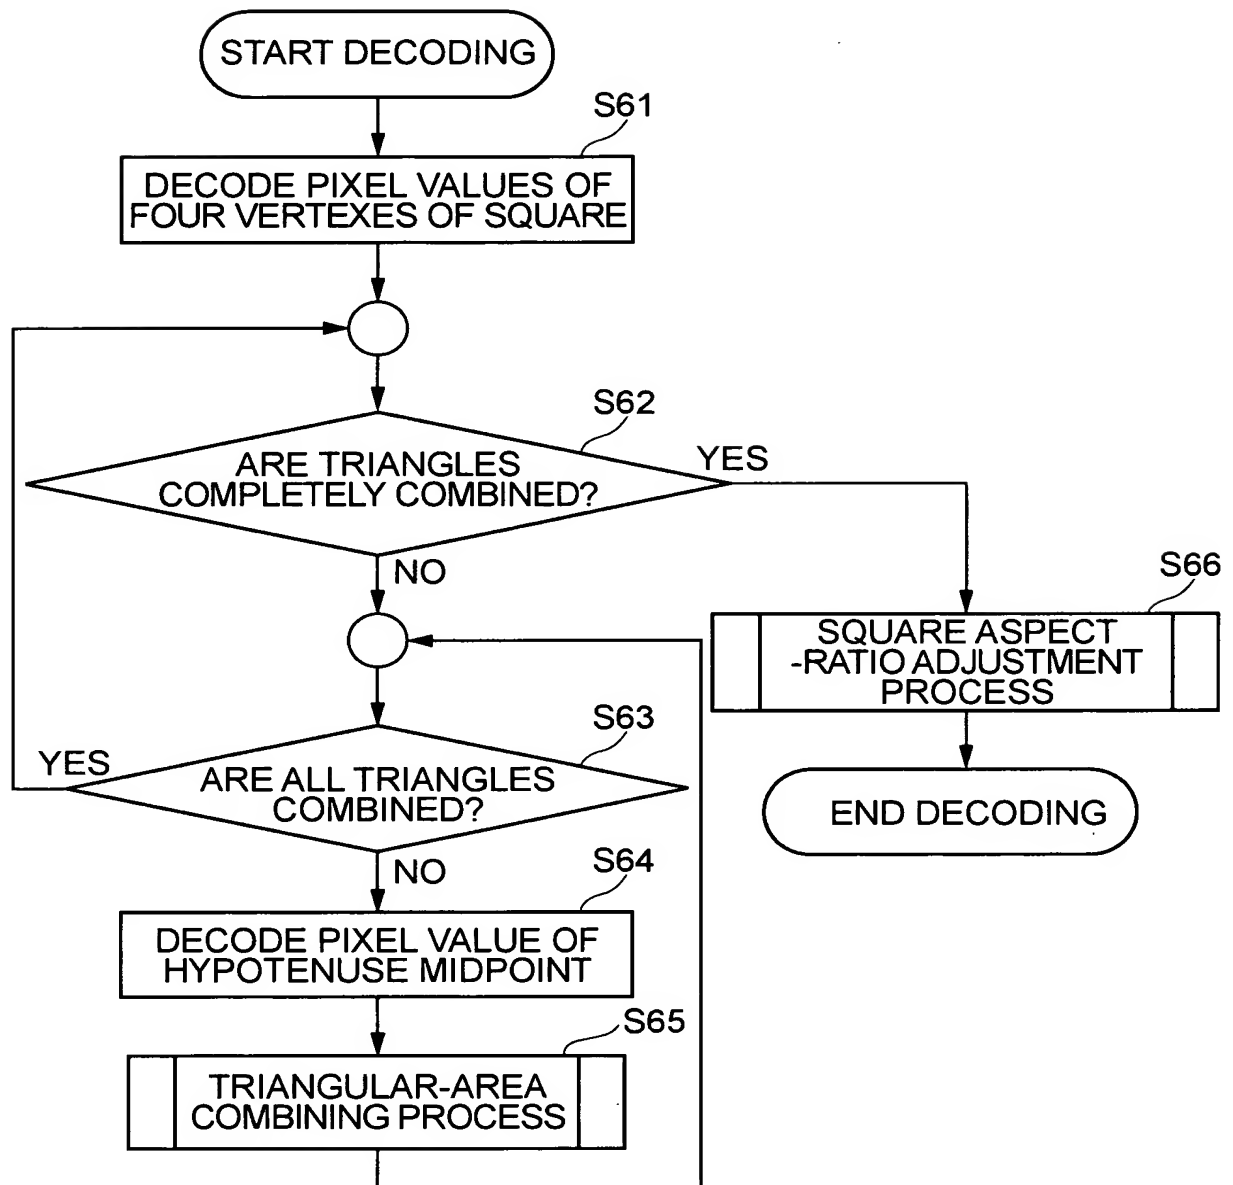 START DECODING
S61
DECODE PIXEL VALUES OF
FOUR VERTEXES OF SQUARE
S62
ARE TRIANGLES
COMPLETELY COMBINED?
YES
NO
S66
SQUARE ASPECT
-RATIO ADJUSTMENT
PROCESS
S63
YES
ARE ALL TRIANGLES
COMBINED?
END DECODING
NO
S64
DECODE PIXEL VALUE OF
HYPOTENUSE MIDPOINT
S65
TRIANGULAR-AREA
COMBINING PROCESS